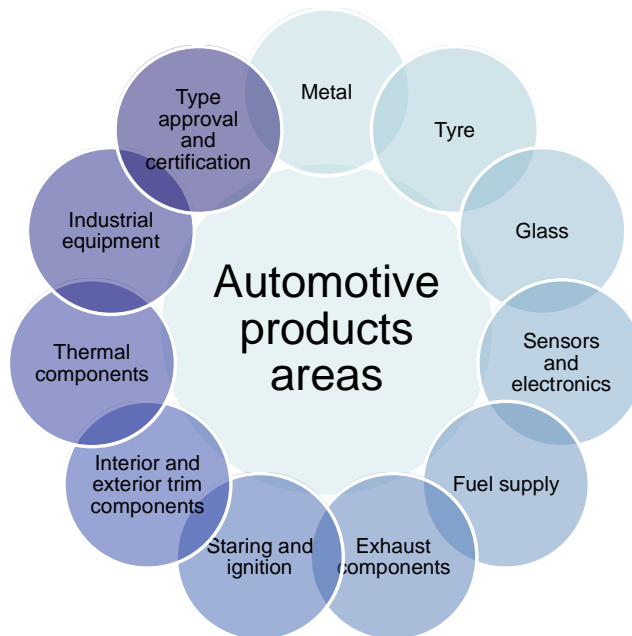 Automotive
products
areas
Metal
Tyre
Glass
Sensors
and
electronics
Fuel supply
Exhaust
components
Staring and
ignition
Interior and
exterior trim
components
Thermal
components
Industrial
equipment
Type
approval
and
certification